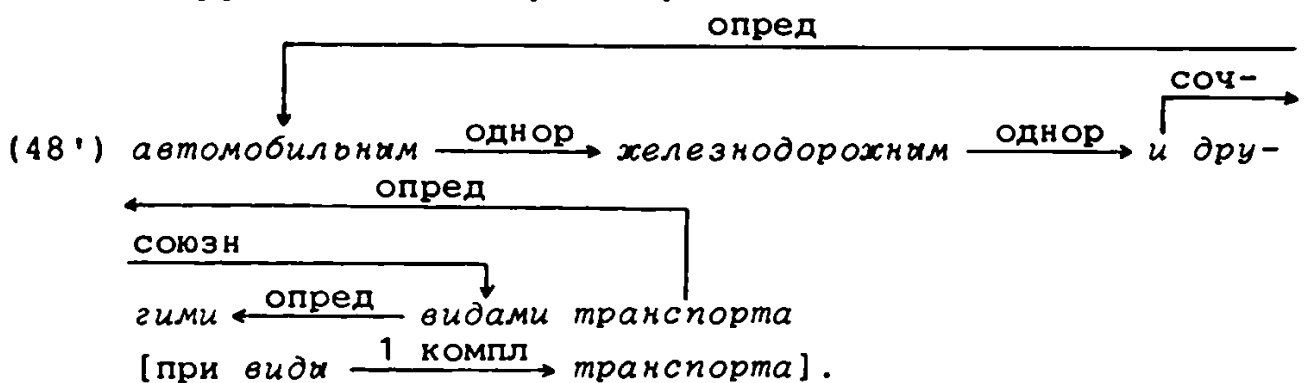 опред
соч-
(48') автомобильным однор железнодорожным однор и дру-
опред
союзн
гими опред видами транспорта
[при виды 1 компл транспорта].